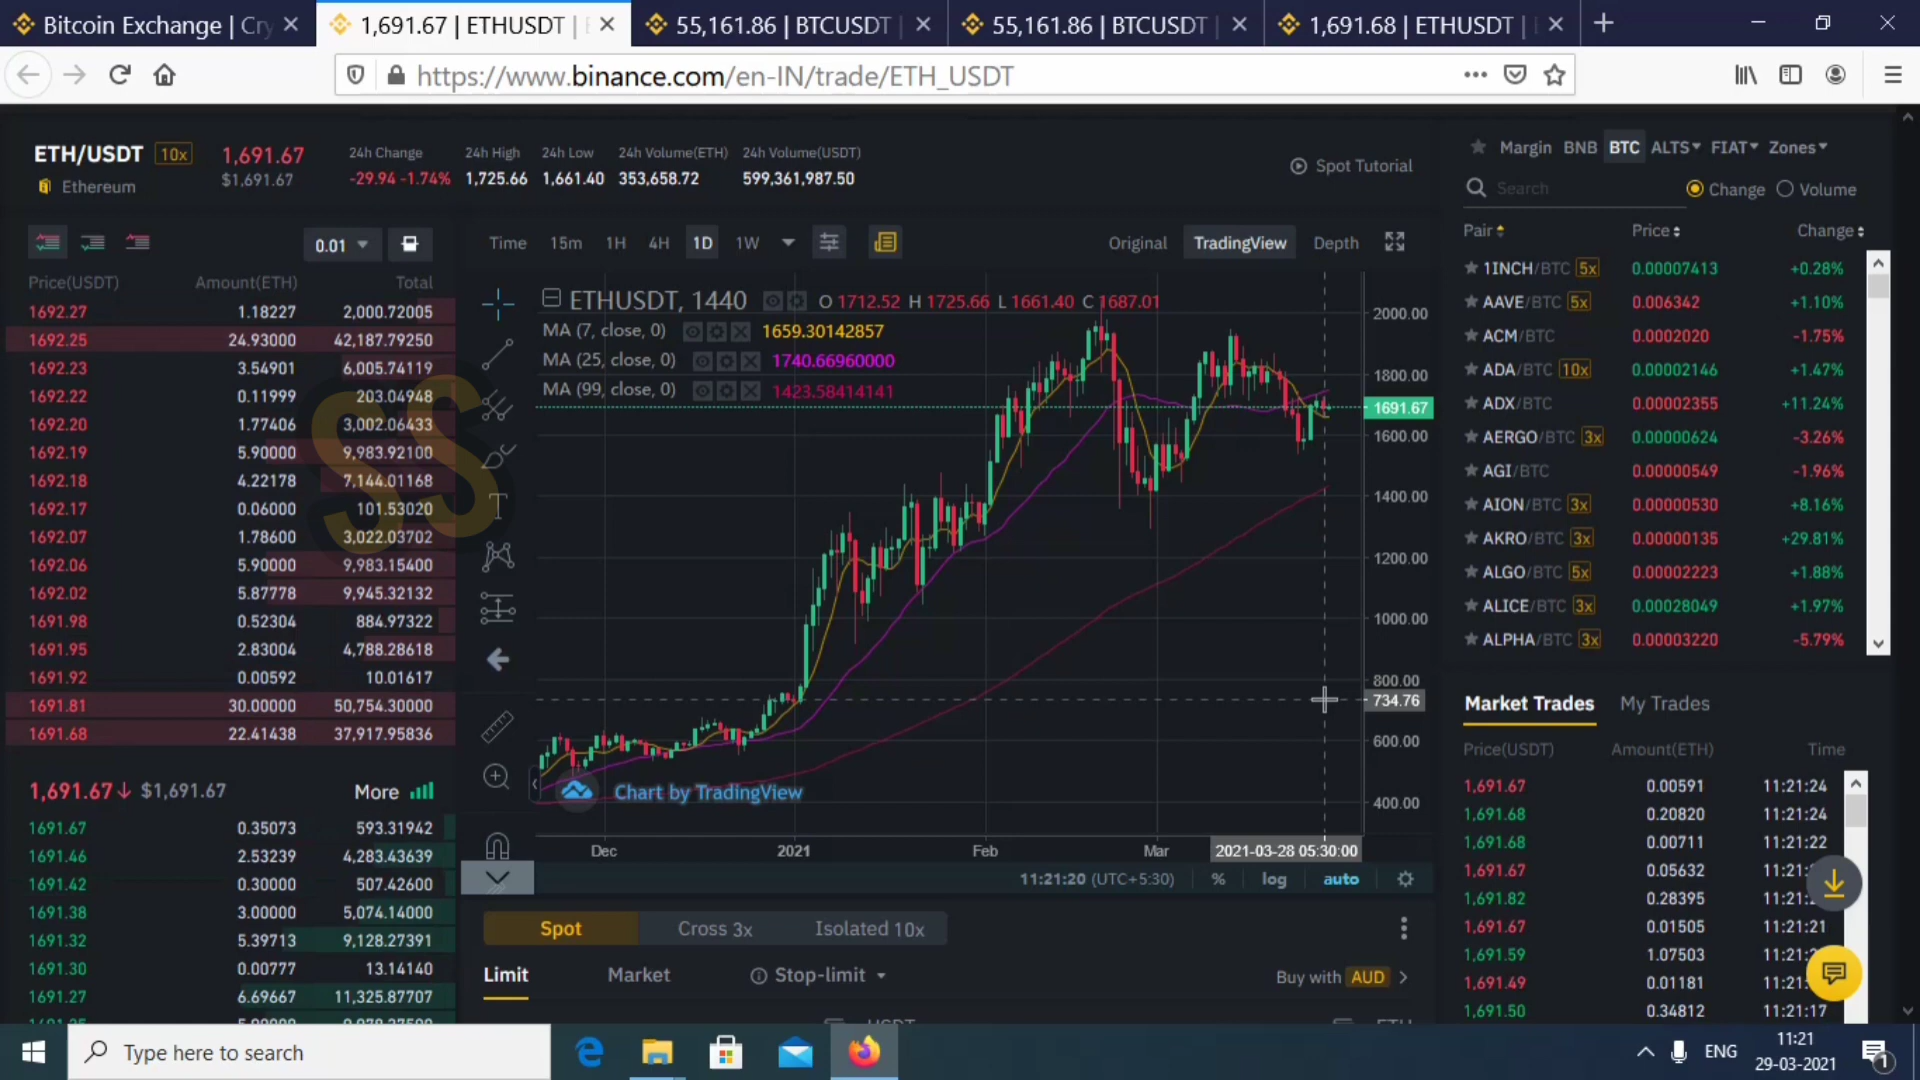 Bitcoin Exchange | Cry
1,691.67 | ETHUSDT |
55,161.86 | BTCUSDT
55,161.86 | BTCUSDT
1,691.68 | ETHUSDT |
https://www.binance.com/en-IN/trade/ETH_USDT
ETH/USDT 10x
Ethereum
1,691.67
$1,691.67
24h Change
-29.94 -1.74%
24h High
1,725.66
24h Low
1,661.40
24h Volume(ETH)
353,658.72
24h Volume(USDT)
599,361,987.50
Spot Tutorial
0.01
Price(USDT) Amount(ETH) Total
1692.27 1.18227 2,000.72005
1692.25 24.93000 42,187.79250
1692.23 3.54901 6,005.74119
1692.22 0.11999 203.04948
1692.20 1.77406 3,002.06433
1692.19 5.90000 9,983.92100
1692.18 4.22178 7,144.01168
1692.17 0.06000 101.53020
1692.07 1.78600 3,022.03702
1692.06 5.90000 9,983.15400
1692.02 5.87778 9,945.32132
1691.98 0.52304 884.97322
1691.95 2.83004 4,788.28618
1691.92 0.00592 10.01617
1691.81 30.00000 50,754.30000
1691.68 22.41438 37,917.95836
SS
1,691.67↓ $1,691.67 More
1691.67 0.35073 593.31942
1691.46 2.53239 4,283.43639
1691.42 0.30000 507.42600
1691.38 3.00000 5,074.14000
1691.32 5.39713 9,128.27391
1691.30 0.00777 13.14140
1691.27 6.69667 11,325.87707
Time 15m 1H 4H 1D 1W
Original TradingView Depth
ETHUSDT, 1440 O 1712.52 H 1725.66 L 1661.40 C 1687.01
MA (7, close, 0) 1659.30142857
MA (25, close, 0) 1740.66960000
MA (99, close, 0) 1423.58414141
2000.00
1800.00
1691.67
1600.00
1400.00
1200.00
1000.00
800.00
734.76
600.00
400.00
Chart by TradingView
Dec 2021 Feb Mar 2021-03-28 05:30:00
11:21:20 (UTC+5:30) % log auto
Spot Cross 3x Isolated 10x
Limit Market Stop-limit
Buy with AUD
USDT
ETH
Margin BNB BTC ALTS FIAT Zones
Search Change Volume
Pair Price Change
1INCH/BTC 5x 0.00007413 +0.28%
AAVE/BTC 5x 0.006342 +1.10%
ACM/BTC 0.0002020 -1.75%
ADA/BTC 10x 0.00002146 +1.47%
ADX/BTC 0.00002355 +11.24%
AERGO/BTC 3x 0.00000624 -3.26%
AGI/BTC 0.00000549 -1.96%
AION/BTC 3x 0.00000530 +8.16%
AKRO/BTC 3x 0.00000135 +29.81%
ALGO/BTC 5x 0.00002223 +1.88%
ALICE/BTC 3x 0.00028049 +1.97%
ALPHA/BTC 3x 0.00003220 -5.79%
Market Trades My Trades
Price(USDT) Amount(ETH) Time
1,691.67 0.00591 11:21:24
1,691.68 0.20820 11:21:24
1,691.68 0.00711 11:21:22
1,691.67 0.05632 11:21:
1,691.82 0.28395 11:21:
1,691.67 0.01505 11:21:21
1,691.59 1.07503 11:21:
1,691.49 0.01181 11:21:
1,691.50 0.34812 11:21:17
Type here to search
ENG
11:21
29-03-2021
1